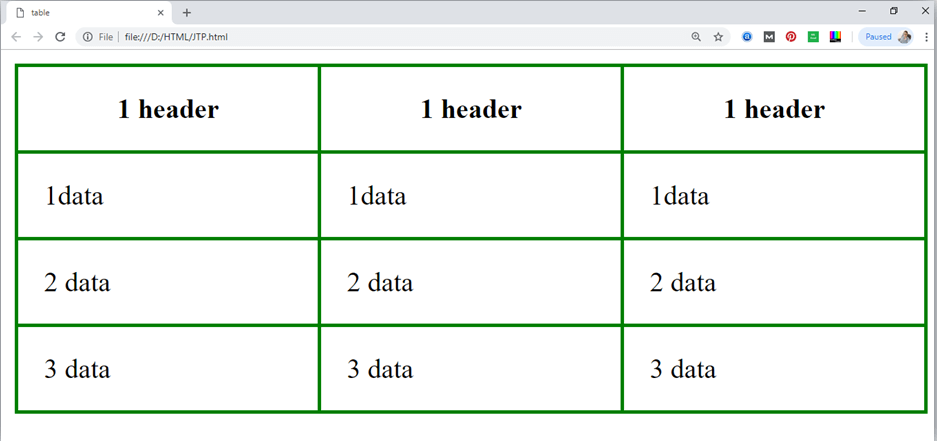 table
File | file:///D:/HTML/JTP.html
Paused
1 header 1 header 1 header
1data 1data 1data
2 data 2 data 2 data
3 data 3 data 3 data